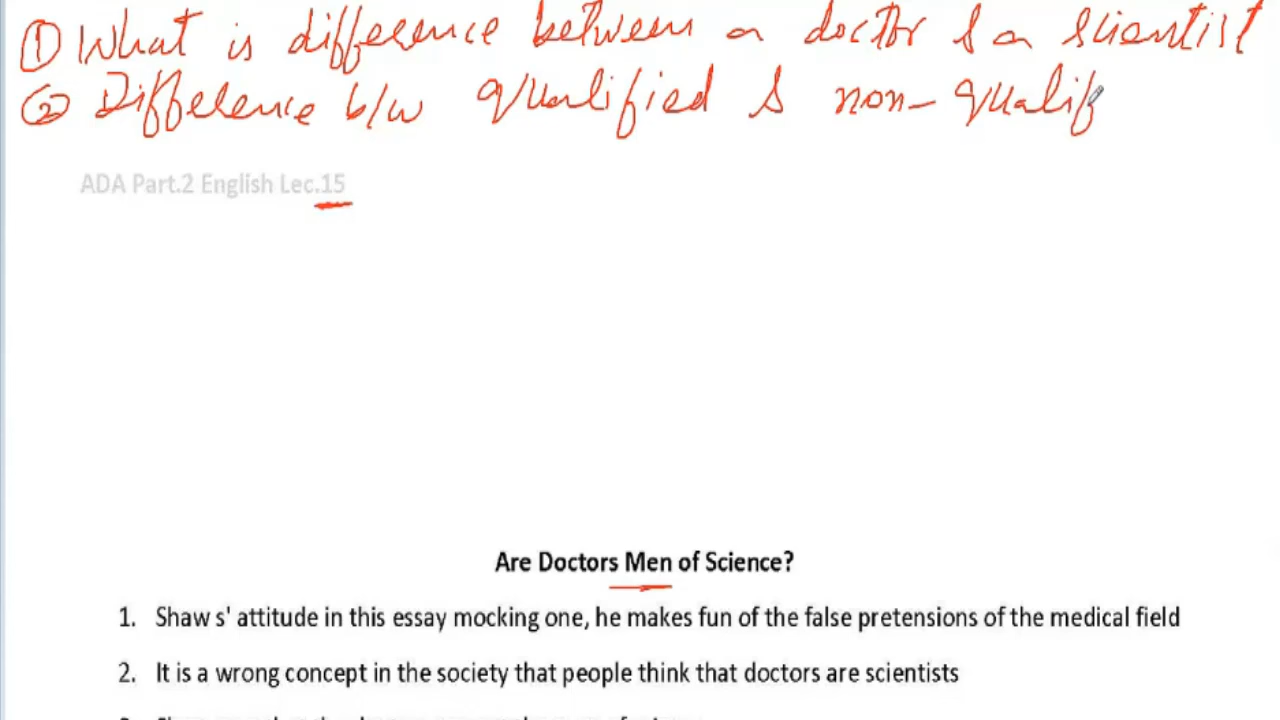 ① What is difference between a doctor & a scientist
② Difference b/w qualified & non-qualif
ADA Part.2 English Lec.15
Are Doctors Men of Science?
1. Shaw s' attitude in this essay mocking one, he makes fun of the false pretensions of the medical field
2. It is a wrong concept in the society that people think that doctors are scientists